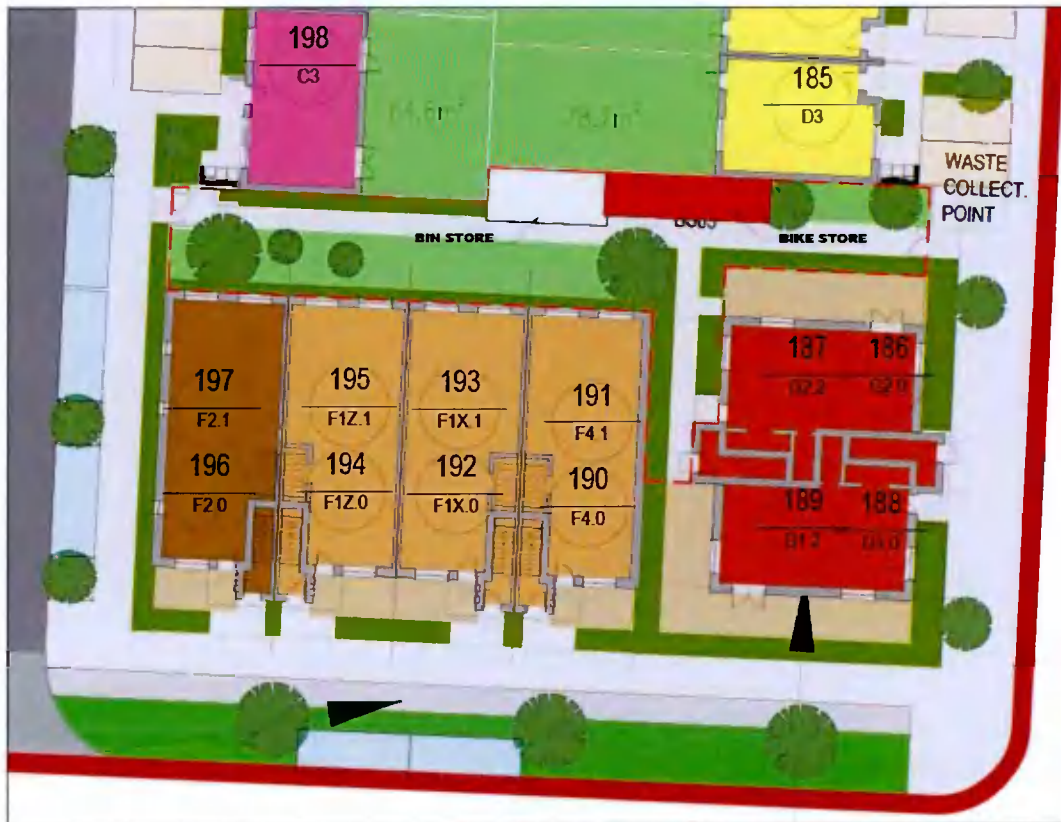 198
C3
185
D3
WASTE
COLLECT.
POINT
BIN STORE
BIKE STORE
197
F2.1
196
F2.0
195
F1Z.1
194
F1Z.0
193
F1X.1
192
F1X.0
191
F4.1
190
F4.0
187
186
189
188